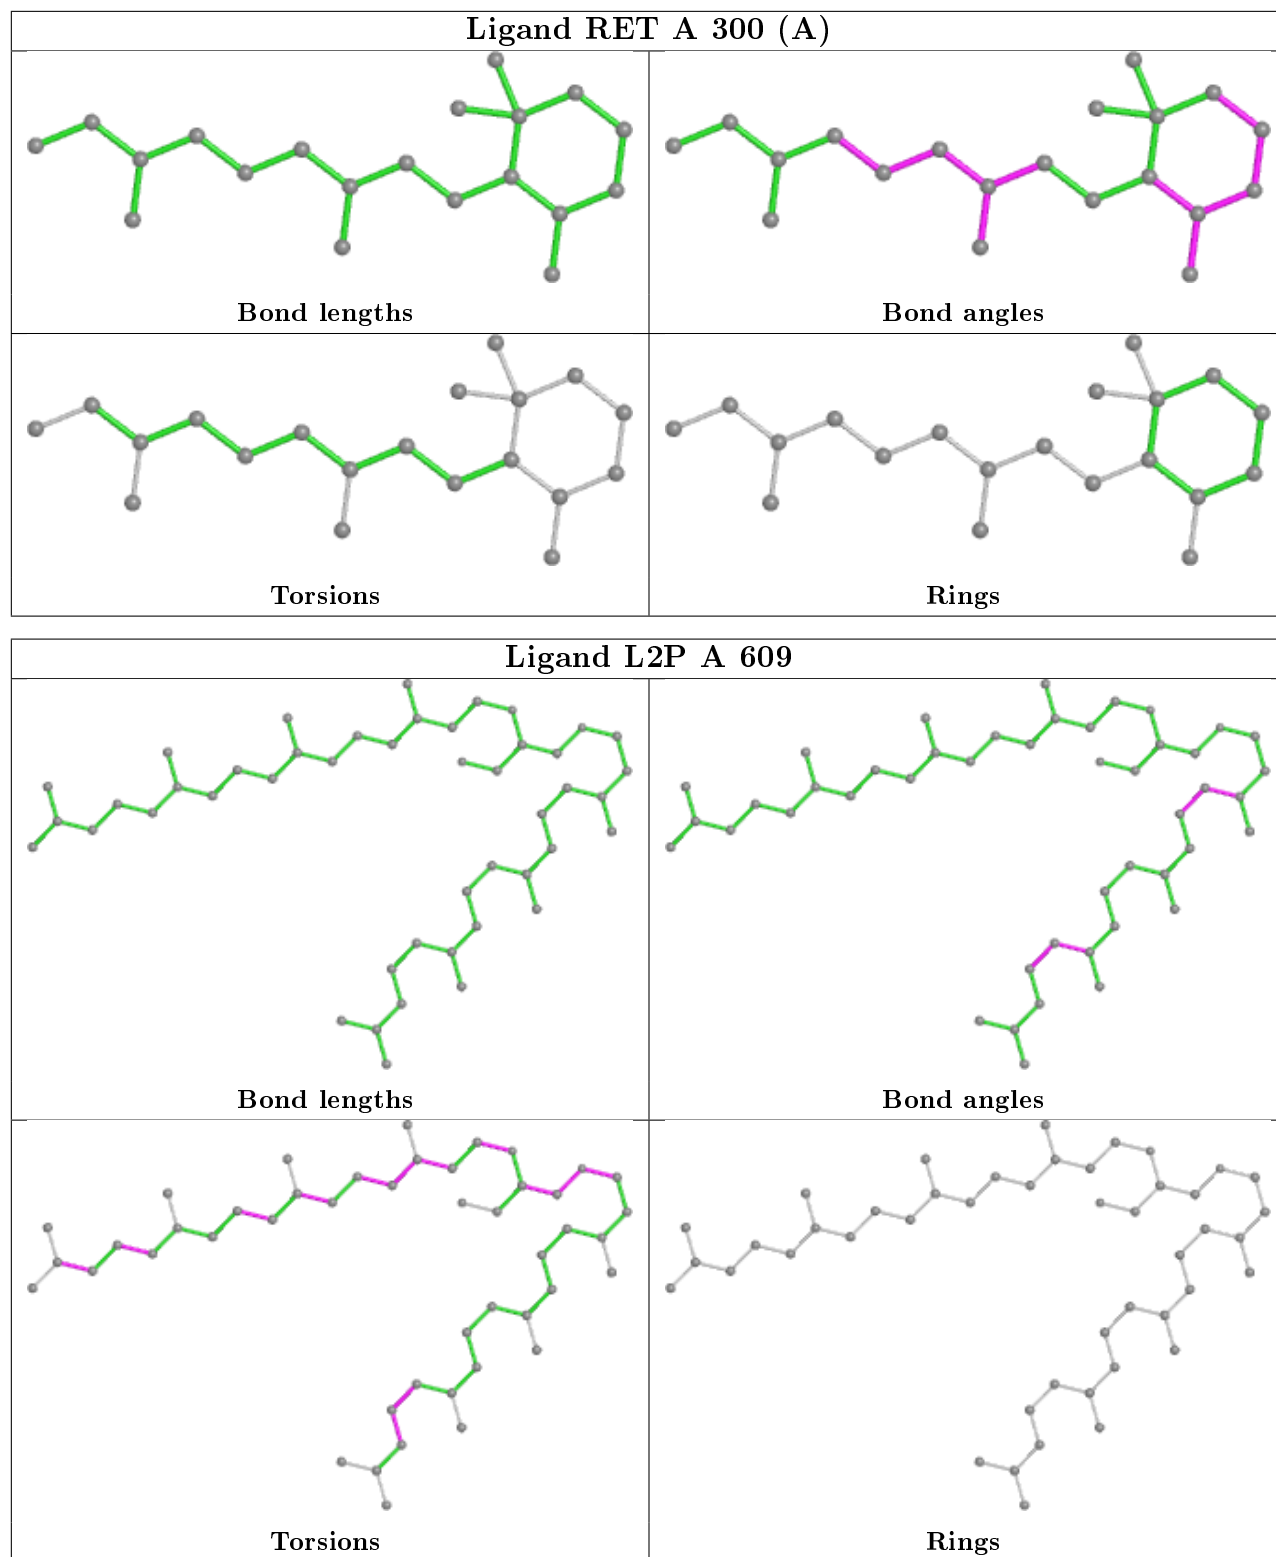 Ligand RET A 300 (A)
Bond lengths
Bond angles
Torsions
Rings
Ligand L2P A 609
Bond lengths
Bond angles
Torsions
Rings